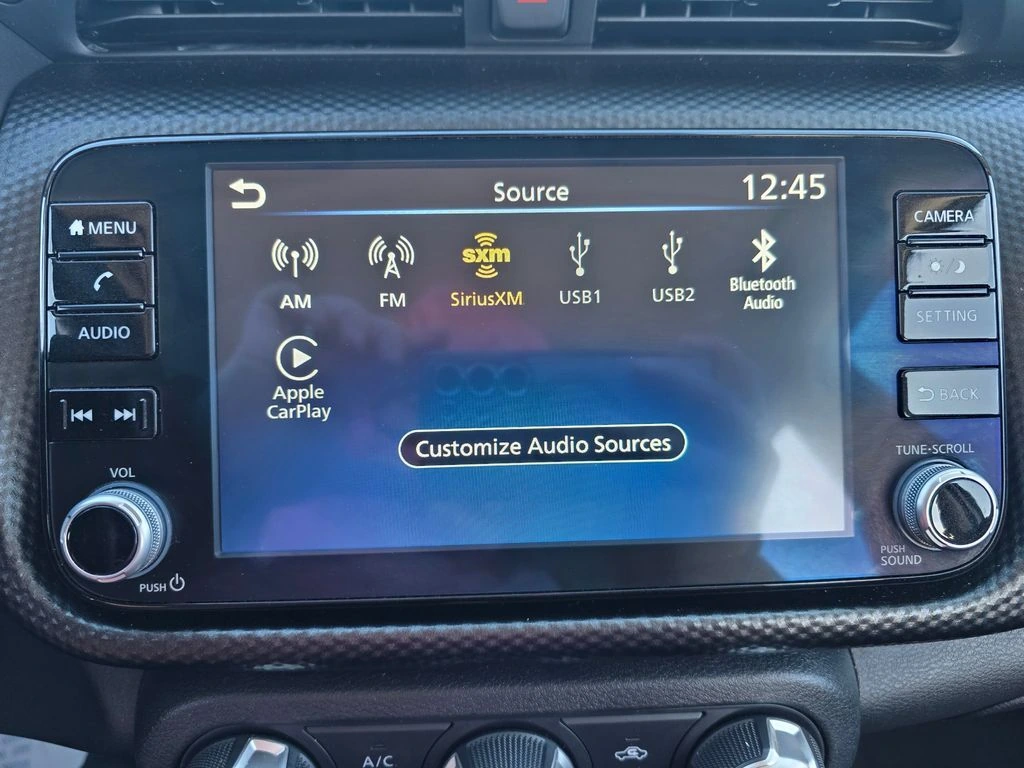 Source
12:45
MENU
AUDIO
AM
FM
sxm
SiriusXM
USB1
USB2
Bluetooth
Audio
Apple
CarPlay
Customize Audio Sources
CAMERA
SETTING
BACK
VOL
PUSH
TUNE·SCROLL
PUSH
SOUND
A/C